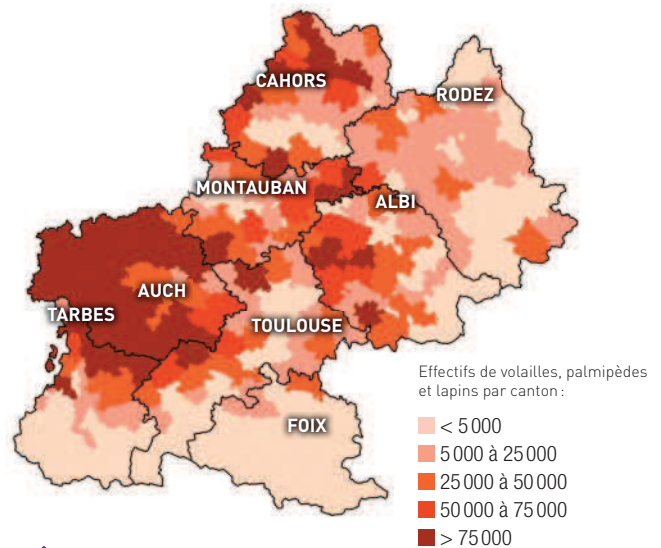 CAHORS
RODEZ
MONTAUBAN
ALBI
AUCH
TARBES
TOULOUSE
FOIX
Effectifs de volailles, palmipèdes
et lapins par canton :
< 5 000
5 000 à 25 000
25 000 à 50 000
50 000 à 75 000
> 75 000